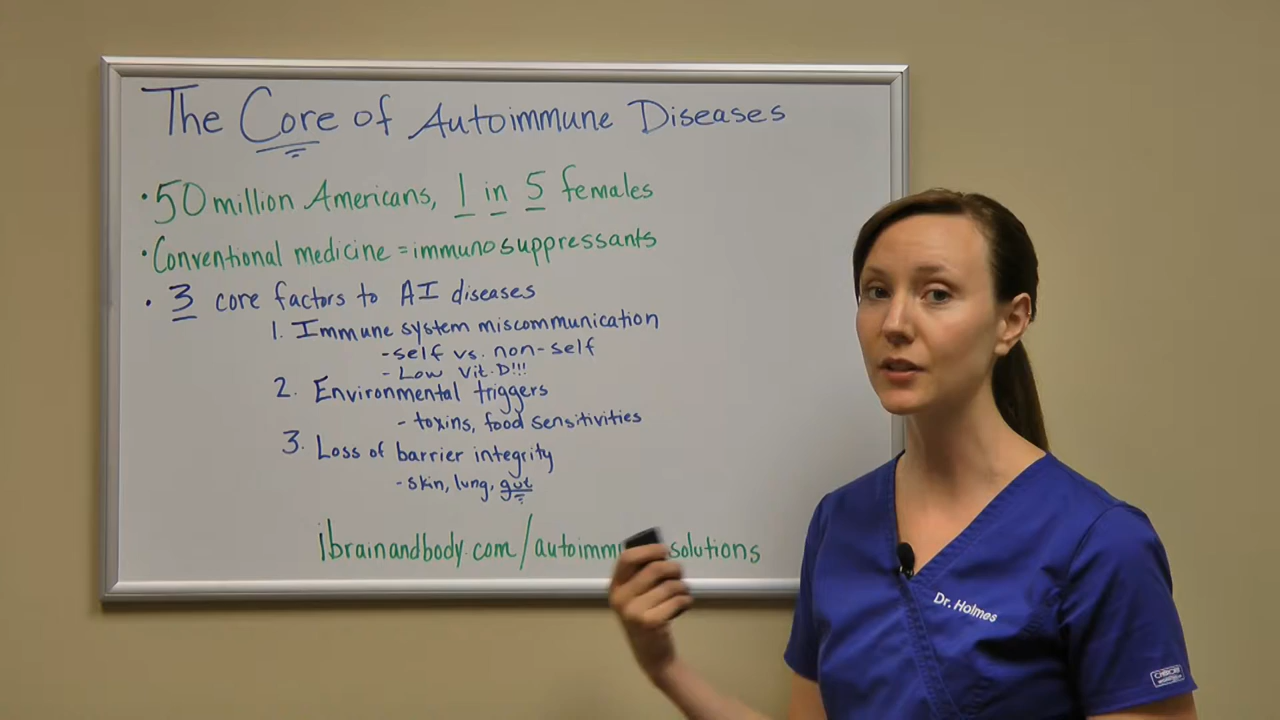 The Core of Autoimmune Diseases
• 50 million Americans, 1 in 5 females
• Conventional medicine = immunosuppressants
• 3 core factors to AI diseases
1. Immune system miscommunication
- self vs. non-self
- Low Vit. D!!!
2. Environmental triggers
- toxins, food sensitivities
3. Loss of barrier integrity
- skin, lung, gut
ibrainandbody.com/autoimm solutions
Dr. Holmes